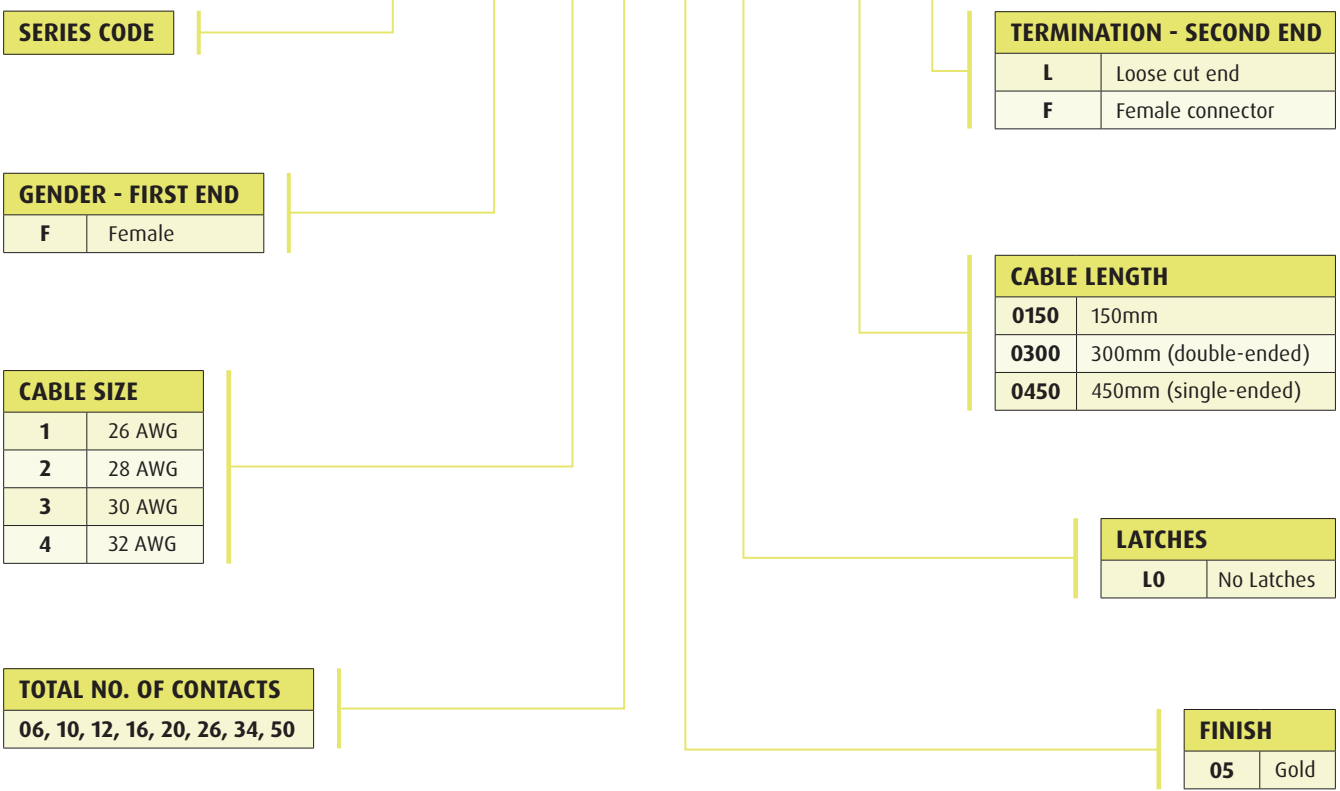 SERIES CODE
GENDER - FIRST END
F Female
CABLE SIZE
1 26 AWG
2 28 AWG
3 30 AWG
4 32 AWG
TOTAL NO. OF CONTACTS
06, 10, 12, 16, 20, 26, 34, 50
TERMINATION - SECOND END
L Loose cut end
F Female connector
CABLE LENGTH
0150 150mm
0300 300mm (double-ended)
0450 450mm (single-ended)
LATCHES
L0 No Latches
FINISH
05 Gold